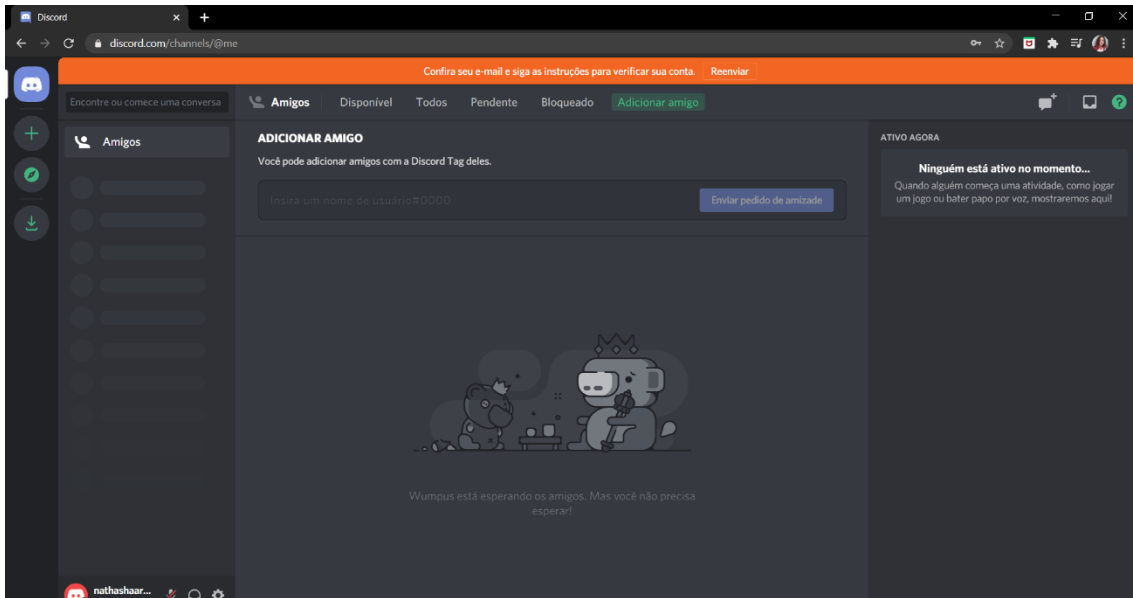 Discord
discord.com/channels/@me
Confira seu e-mail e siga as instruções para verificar sua conta. Reenviar
Encontre ou comece uma conversa
Amigos Disponível Todos Pendente Bloqueado Adicionar amigo
Amigos
ADICIONAR AMIGO
Você pode adicionar amigos com a Discord Tag deles.
Insira um nome de usuário#0000
Enviar pedido de amizade
Wumpus está esperando os amigos. Mas você não precisa
esperar!
ATIVO AGORA
Ninguém está ativo no momento...
Quando alguém começa uma atividade, como jogar
um jogo ou bater papo por voz, mostraremos aqui!
nathashaar...